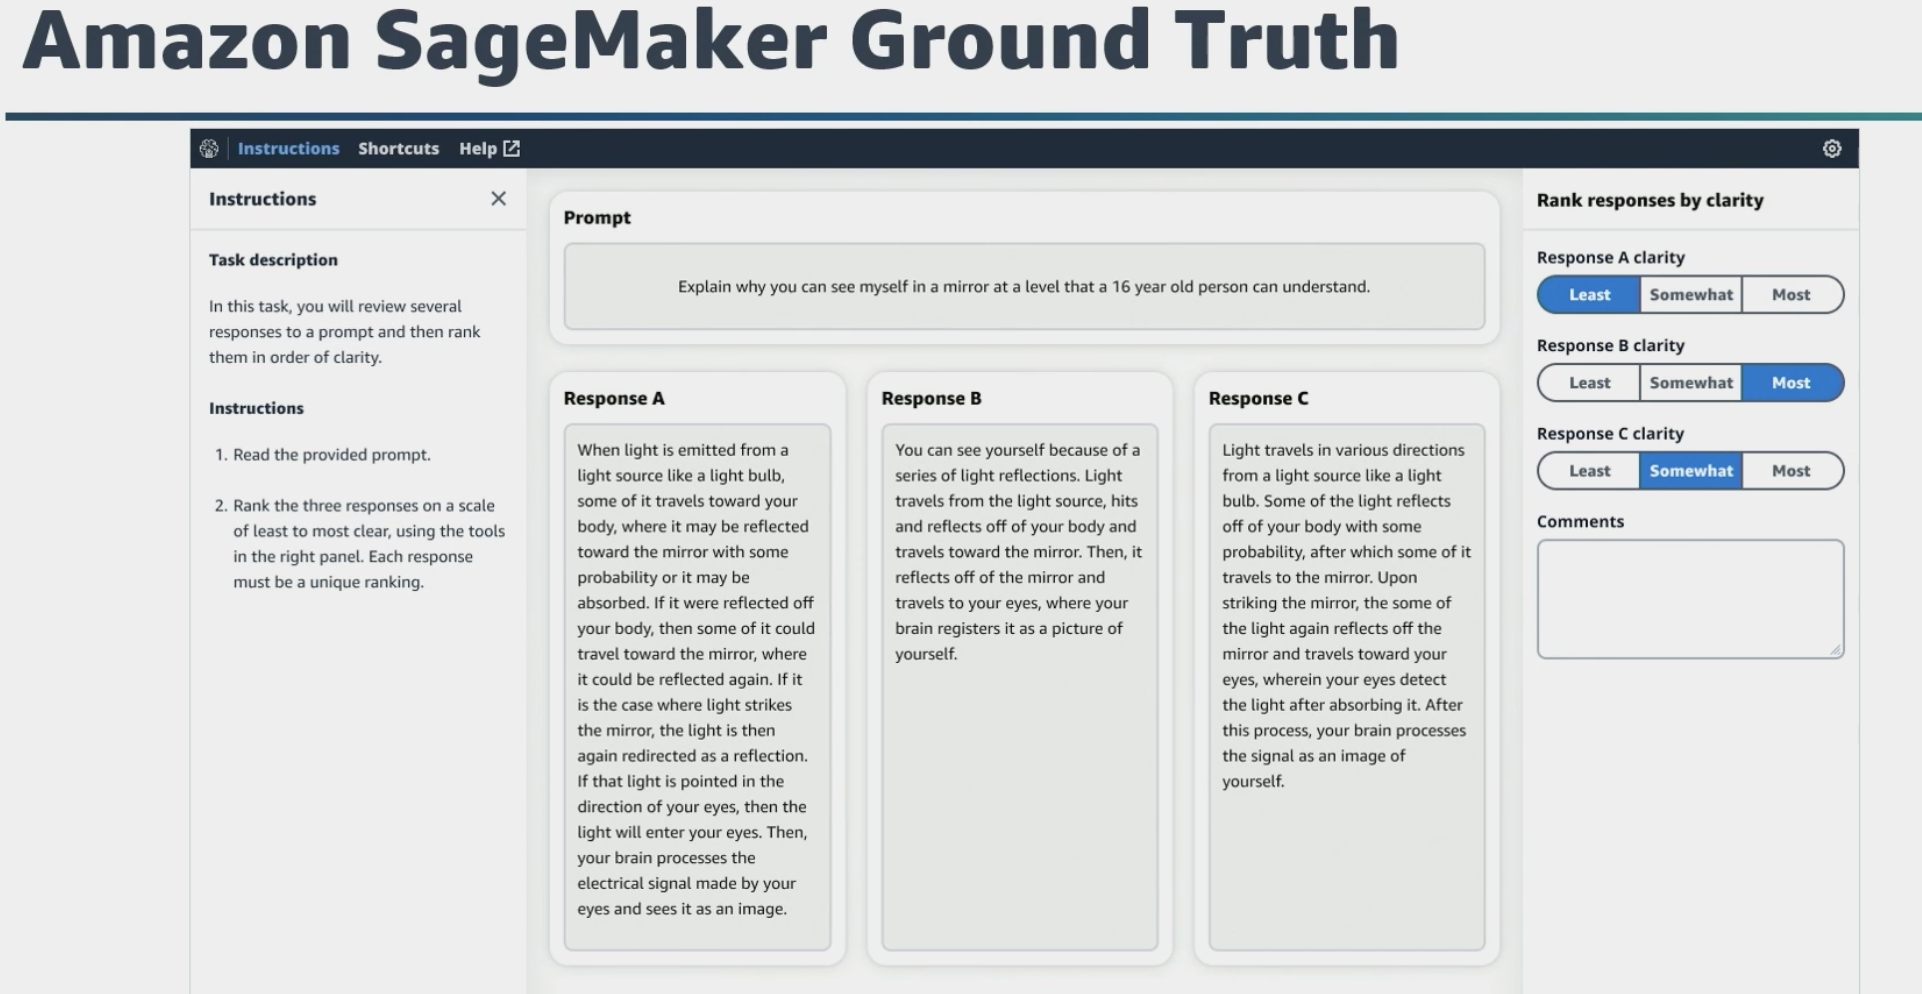 Amazon SageMaker Ground Truth
Instructions Shortcuts Help
Instructions
Task description
In this task, you will review several
responses to a prompt and then rank
them in order of clarity.
Instructions
1. Read the provided prompt.
2. Rank the three responses on a scale
of least to most clear, using the tools
in the right panel. Each response
must be a unique ranking.
Prompt
Explain why you can see myself in a mirror at a level that a 16 year old person can understand.
Response A
When light is emitted from a
light source like a light bulb,
some of it travels toward your
body, where it may be reflected
toward the mirror with some
probability or it may be
absorbed. If it were reflected off
your body, then some of it could
travel toward the mirror, where
it could be reflected again. If it
is the case where light strikes
the mirror, the light is then
again redirected as a reflection.
If that light is pointed in the
direction of your eyes, then the
light will enter your eyes. Then,
your brain processes the
electrical signal made by your
eyes and sees it as an image.
Response B
You can see yourself because of a
series of light reflections. Light
travels from the light source, hits
and reflects off of your body and
travels toward the mirror. Then, it
reflects off of the mirror and
travels to your eyes, where your
brain registers it as a picture of
yourself.
Response C
Light travels in various directions
from a light source like a light
bulb. Some of the light reflects
off of your body with some
probability, after which some of it
travels to the mirror. Upon
striking the mirror, the some of
the light again reflects off the
mirror and travels toward your
eyes, wherein your eyes detect
the light after absorbing it. After
this process, your brain processes
the signal as an image of
yourself.
Rank responses by clarity
Response A clarity
Least Somewhat Most
Response B clarity
Least Somewhat Most
Response C clarity
Least Somewhat Most
Comments